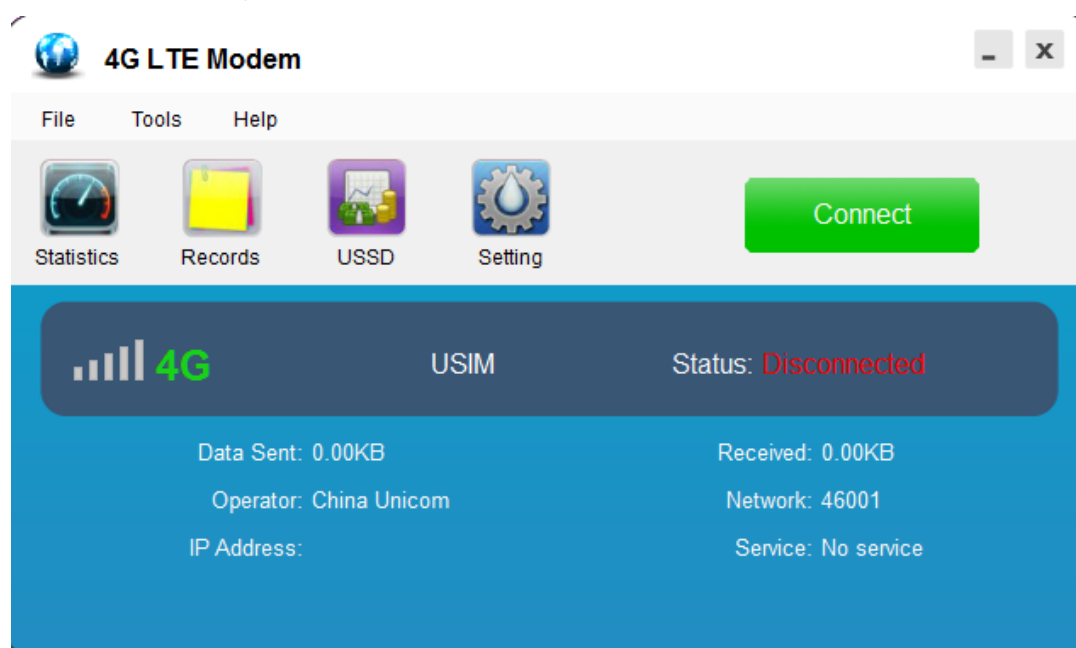 4G LTE Modem
File Tools Help
Connect
Statistics Records USSD Setting
4G USIM Status: Disconnected
Data Sent: 0.00KB Received: 0.00KB
Operator: China Unicom Network: 46001
IP Address: Service: No service